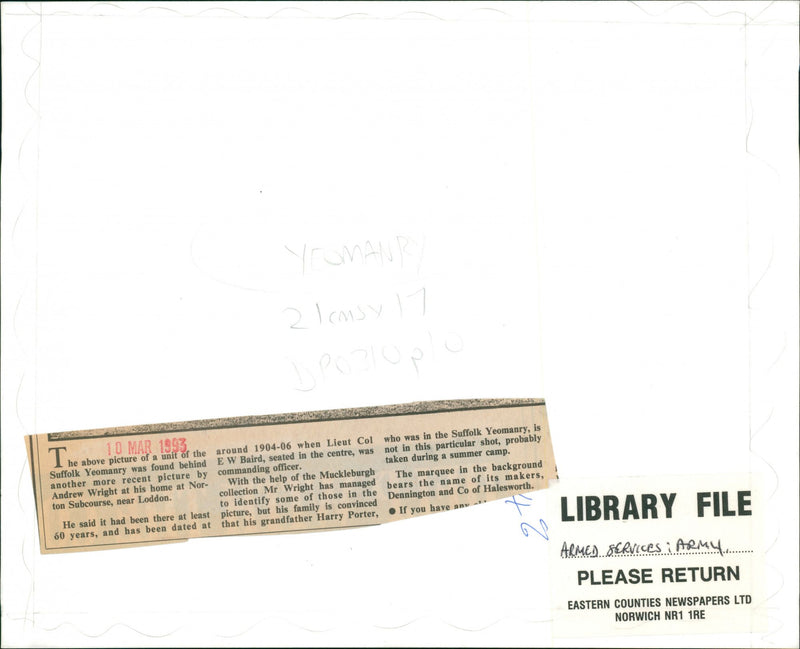 YEOMANRY
21cmsx17
DP0310p10
10 MAR 1993
The above picture of a unit of the
Suffolk Yeomanry was found behind
another more recent picture by
Andrew Wright at his home at Nor-
ton Subcourse, near Loddon.
He said it had been there at least
60 years, and has been dated at
around 1904-06 when Lieut Col
E W Baird, seated in the centre, was
commanding officer.
With the help of the Muckleburgh
collection Mr Wright has managed
to identify some of those in the
picture, but his family is convinced
that his grandfather Harry Porter,
who was in the Suffolk Yeomanry, is
not in this particular shot, probably
taken during a summer camp.
The marquee in the background
bears the name of its makers,
Dennington and Co of Halesworth.
● If you have any
LIBRARY FILE
ARMED SERVICES: ARMY
PLEASE RETURN
EASTERN COUNTIES NEWSPAPERS LTD
NORWICH NR1 1RE